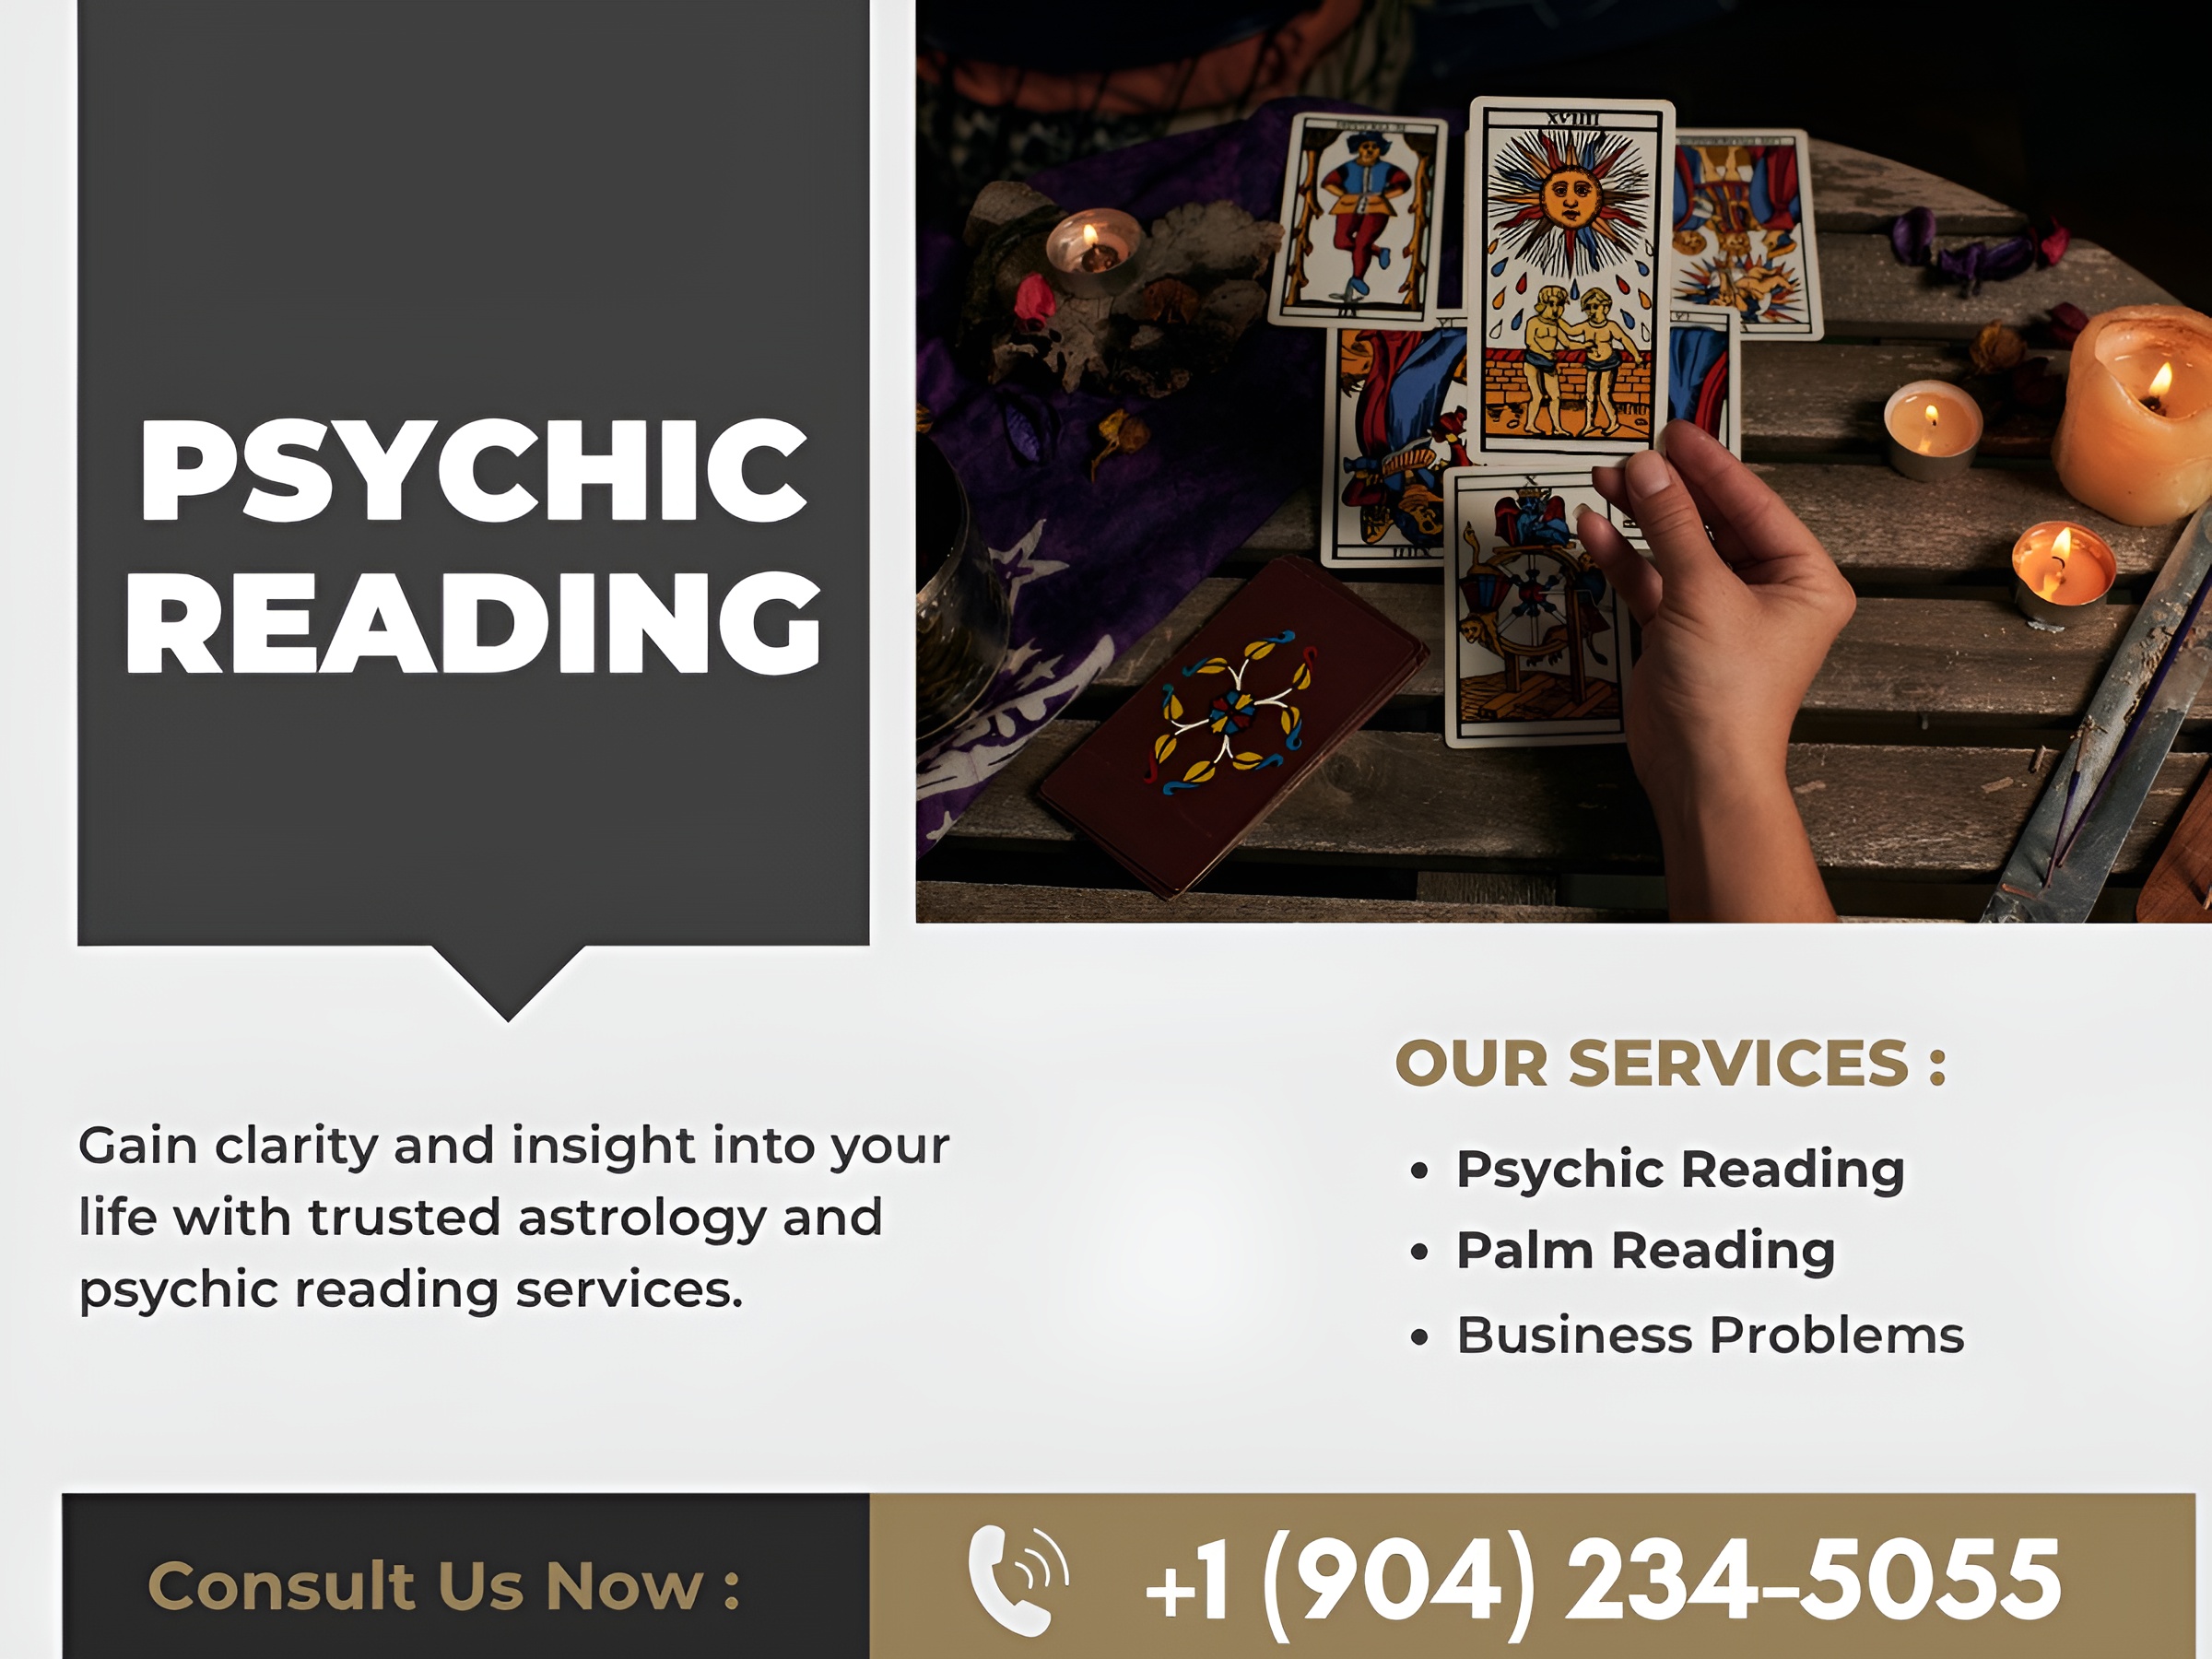 PSYCHIC
READING
XVIIII
X
Gain clarity and insight into your
life with trusted astrology and
psychic reading services.
OUR SERVICES :
• Psychic Reading
• Palm Reading
• Business Problems
Consult Us Now :
+1 (904) 234-5055